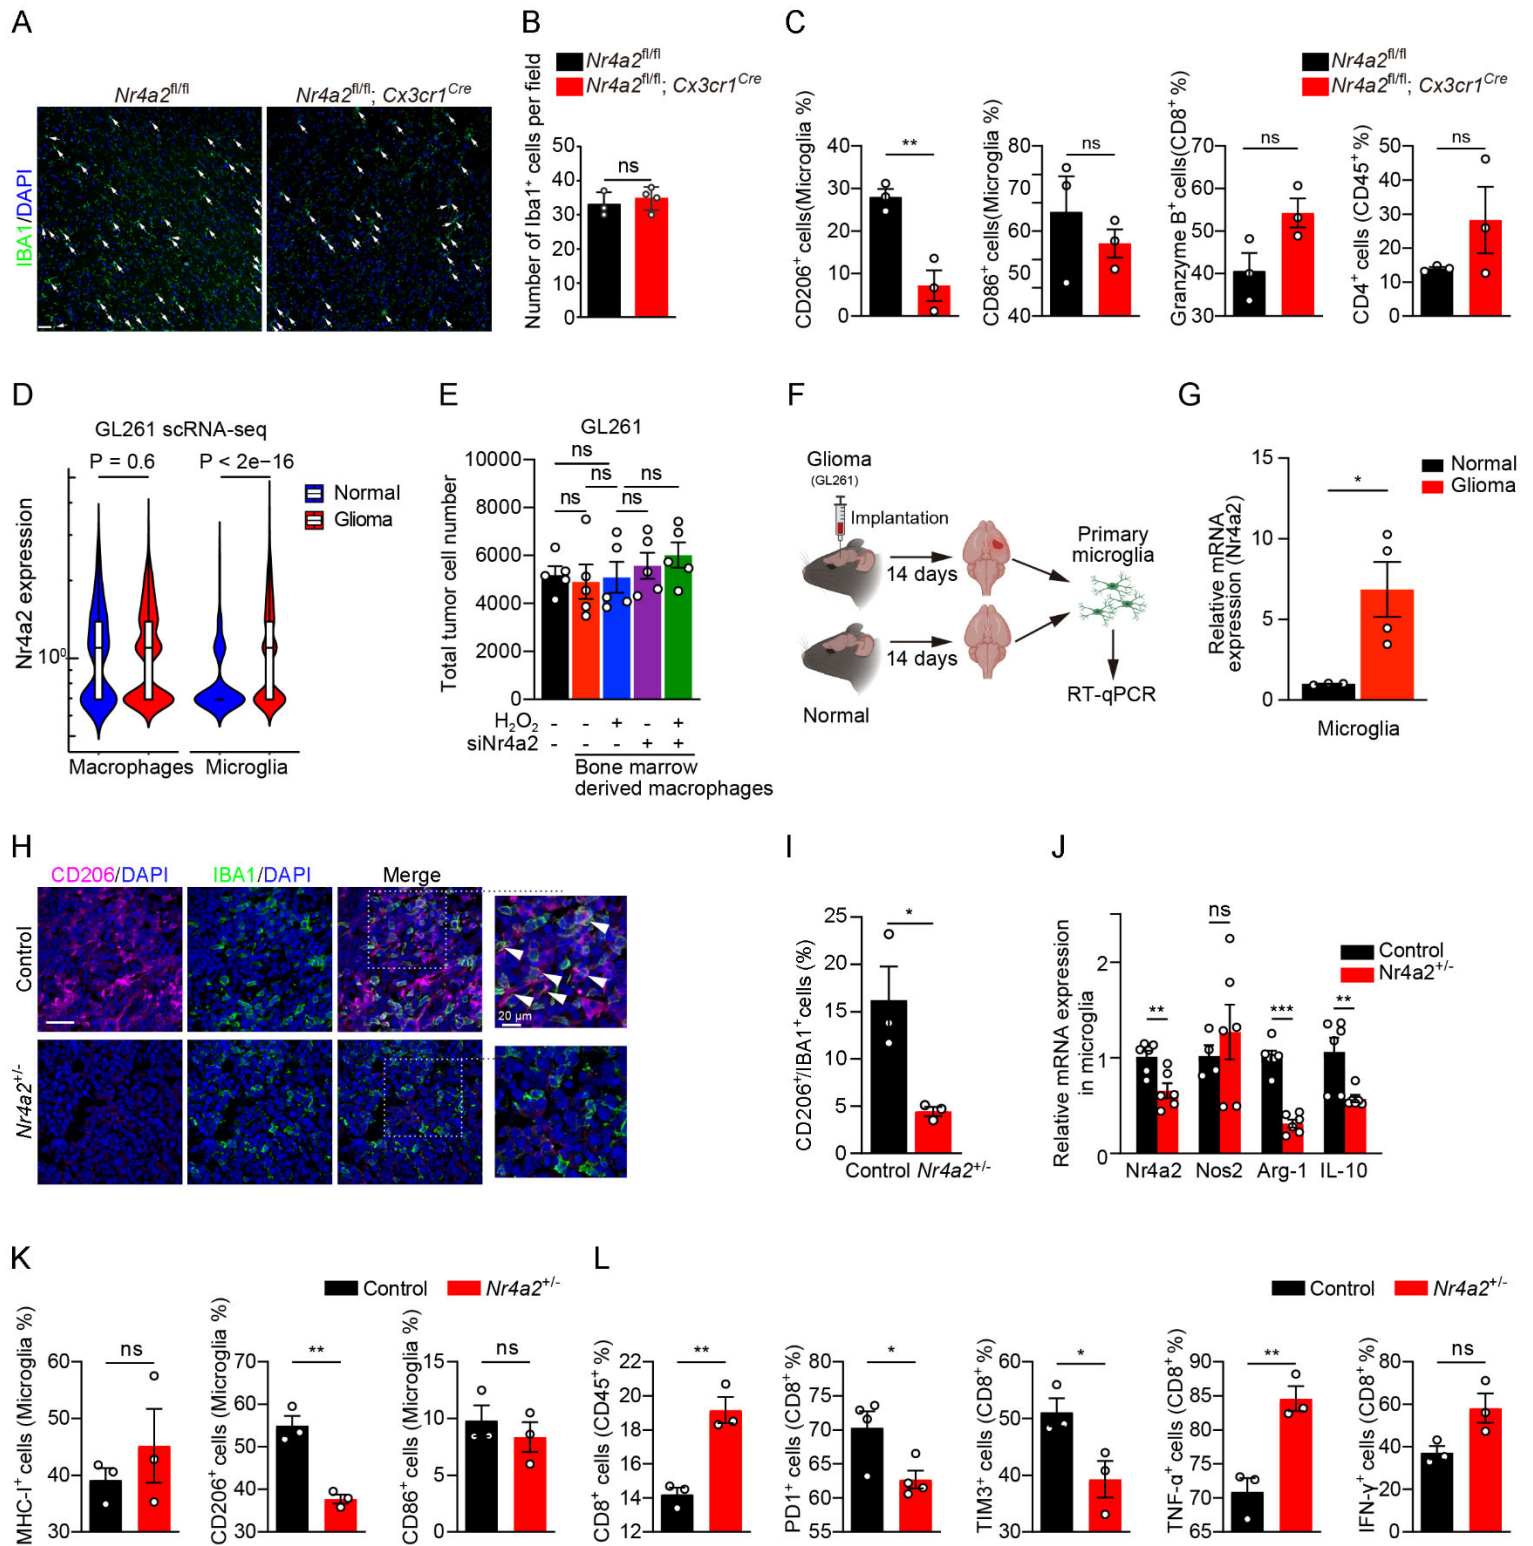 A
Nr4a2fl/fl
Nr4a2fl/fl; Cx3cr1Cre
IBA1/DAPI
B
Nr4a2fl/fl
Nr4a2fl/fl; Cx3cr1Cre
Number of Iba1+ cells per field
50
40
30
20
10
0
ns
C
Nr4a2fl/fl
Nr4a2fl/fl; Cx3cr1Cre
CD206+ cells(Microglia %)
40
30
20
10
0
**
CD86+ cells(Microglia %)
80
70
60
50
40
ns
Granzyme B+ cells(CD8+ %)
70
60
50
40
30
ns
CD4+ cells (CD45+ %)
50
40
30
20
10
0
ns
D
GL261 scRNA-seq
P = 0.6
P < 2e−16
Normal
Glioma
Nr4a2 expression
10⁰
Macrophages
Microglia
E
GL261
Total tumor cell number
10000
8000
6000
4000
2000
0
ns
ns
ns
ns
ns
H₂O₂ - - + - +
siNr4a2 - - - + +
Bone marrow
derived macrophages
F
Glioma
(GL261)
Implantation
14 days
Primary
microglia
14 days
RT-qPCR
Normal
G
Normal
Glioma
Relative mRNA
expression (Nr4a2)
15
10
5
0
*
Microglia
H
CD206/DAPI
IBA1/DAPI
Merge
Control
20 µm
Nr4a2+/-
I
CD206+/IBA1+cells (%)
25
20
15
10
5
0
*
Control
Nr4a2+/-
J
Relative mRNA expression
in microglia
2
1
0
**
ns
***
**
Control
Nr4a2+/-
Nr4a2
Nos2
Arg-1
IL-10
K
Control
Nr4a2+/-
MHC-I+ cells (Microglia %)
60
50
40
30
ns
CD206+ cells (Microglia %)
70
60
50
40
30
**
CD86+ cells (Microglia %)
15
10
5
0
ns
L
Control
Nr4a2+/-
CD8+ cells (CD45+ %)
22
20
18
16
14
12
**
PD1+ cells (CD8+ %)
80
75
70
65
60
55
*
TIM3+ cells (CD8+ %)
60
50
40
30
*
TNF-α+ cells (CD8+ %)
90
85
80
75
70
65
**
IFN-γ+ cells (CD8+ %)
80
60
40
20
0
ns